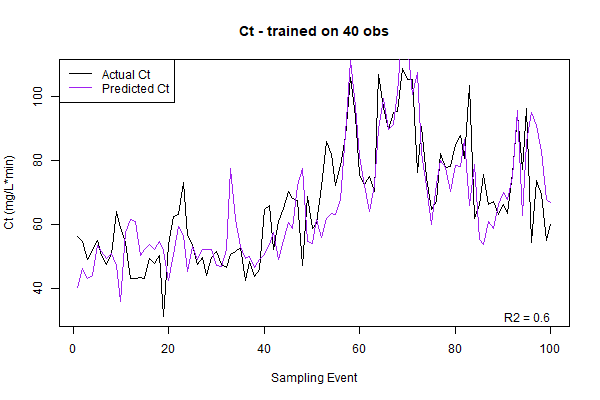 Ct - trained on 40 obs
Actual Ct
Predicted Ct
Ct (mg/L*min)
100
80
60
40
R2 = 0.6
0
20
40
60
80
100
Sampling Event